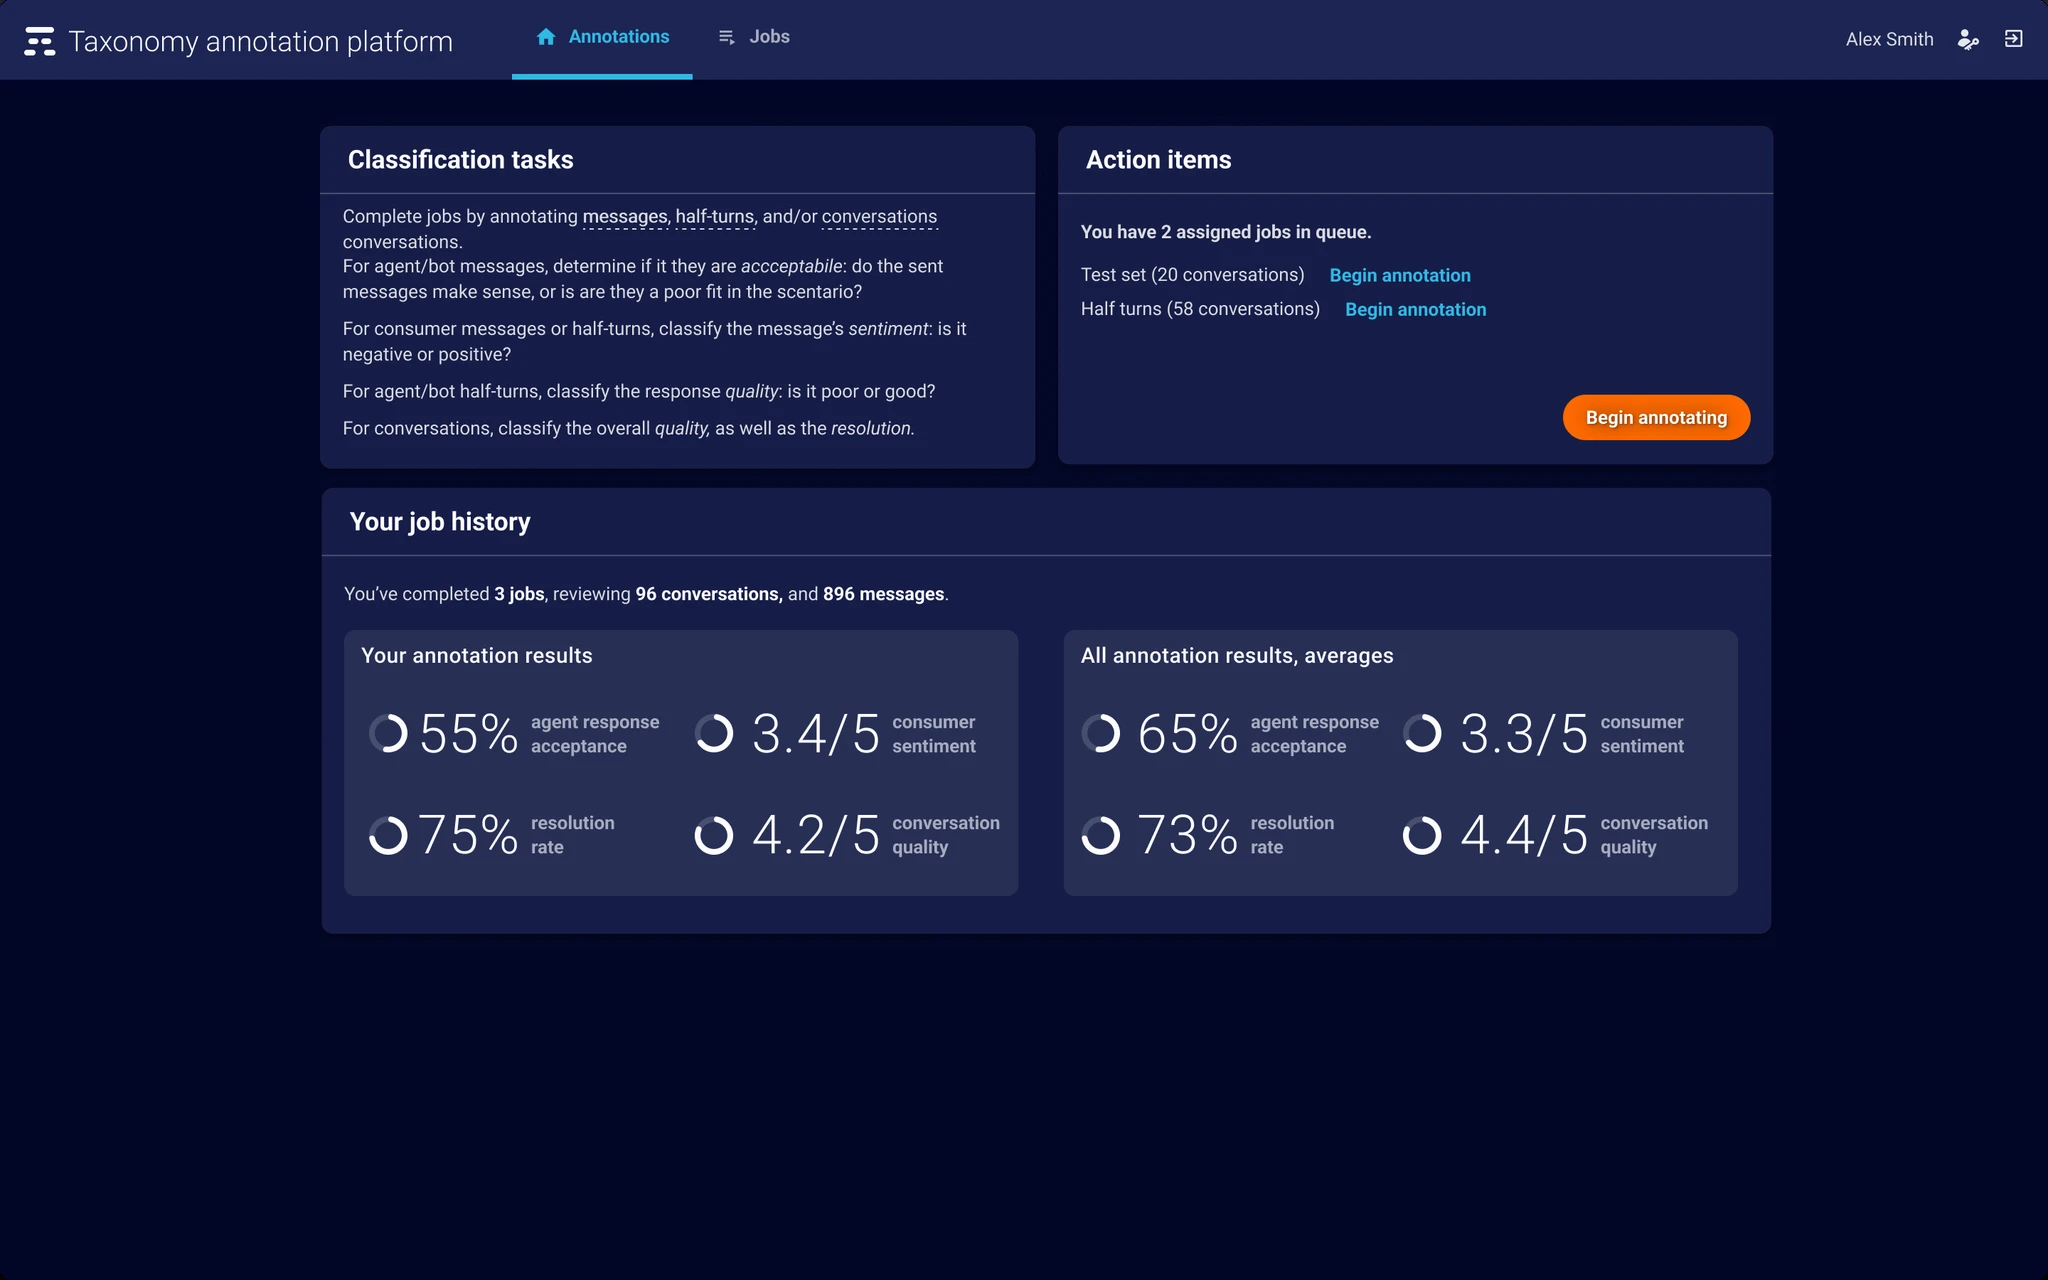 Taxonomy annotation platform
Annotations
Jobs
Alex Smith
Classification tasks
Complete jobs by annotating messages, half-turns, and/or conversations
conversations.
For agent/bot messages, determine if it they are accceptabile: do the sent
messages make sense, or is are they a poor fit in the scentario?
For consumer messages or half-turns, classify the message’s sentiment: is it
negative or positive?
For agent/bot half-turns, classify the response quality: is it poor or good?
For conversations, classify the overall quality, as well as the resolution.
Action items
You have 2 assigned jobs in queue.
Test set (20 conversations) Begin annotation
Half turns (58 conversations) Begin annotation
Begin annotating
Your job history
You’ve completed 3 jobs, reviewing 96 conversations, and 896 messages.
Your annotation results
55% agent response
acceptance
3.4/5 consumer
sentiment
75% resolution
rate
4.2/5 conversation
quality
All annotation results, averages
65% agent response
acceptance
3.3/5 consumer
sentiment
73% resolution
rate
4.4/5 conversation
quality